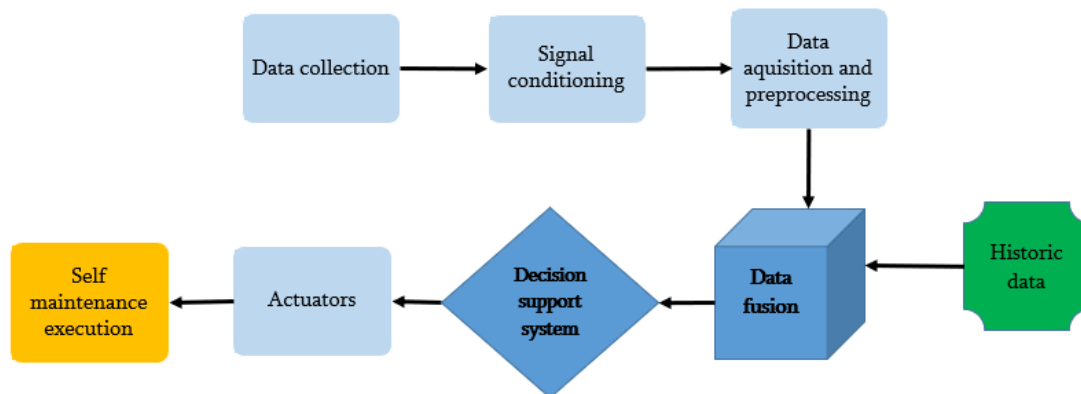 Data collection
Signal
conditioning
Data
aquisition and
preprocessing
Historic
data
Data
fusion
Decision
support
system
Actuators
Self
maintenance
execution